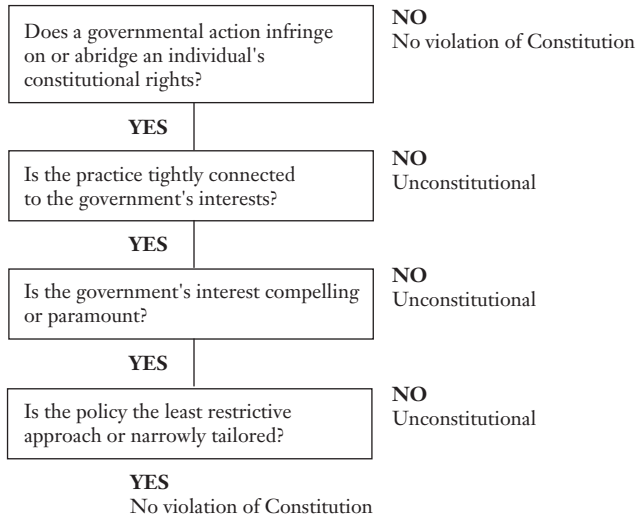 Does a governmental action infringe
on or abridge an individual's
constitutional rights?
NO
No violation of Constitution
YES
Is the practice tightly connected
to the government's interests?
NO
Unconstitutional
YES
Is the government's interest compelling
or paramount?
NO
Unconstitutional
YES
Is the policy the least restrictive
approach or narrowly tailored?
NO
Unconstitutional
YES
No violation of Constitution